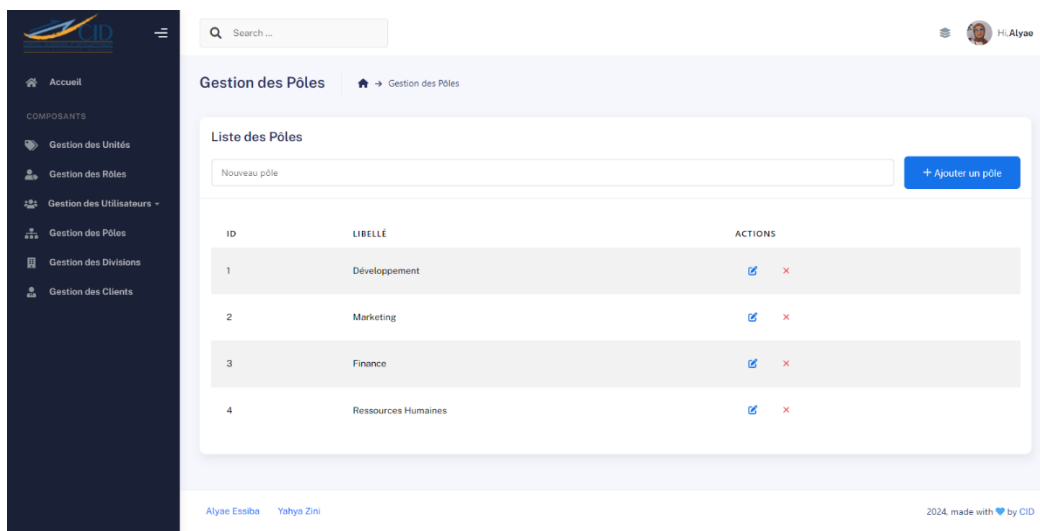 CID
Search ...
Hi,Alyae
Accueil
COMPOSANTS
Gestion des Unités
Gestion des Rôles
Gestion des Utilisateurs
Gestion des Pôles
Gestion des Divisions
Gestion des Clients
Gestion des Pôles
→ Gestion des Pôles
Liste des Pôles
Nouveau pôle
+ Ajouter un pôle
ID LIBELLÉ ACTIONS
1 Développement
2 Marketing
3 Finance
4 Ressources Humaines
Alyae Essiba Yahya Zini
2024, made with 💙 by CID